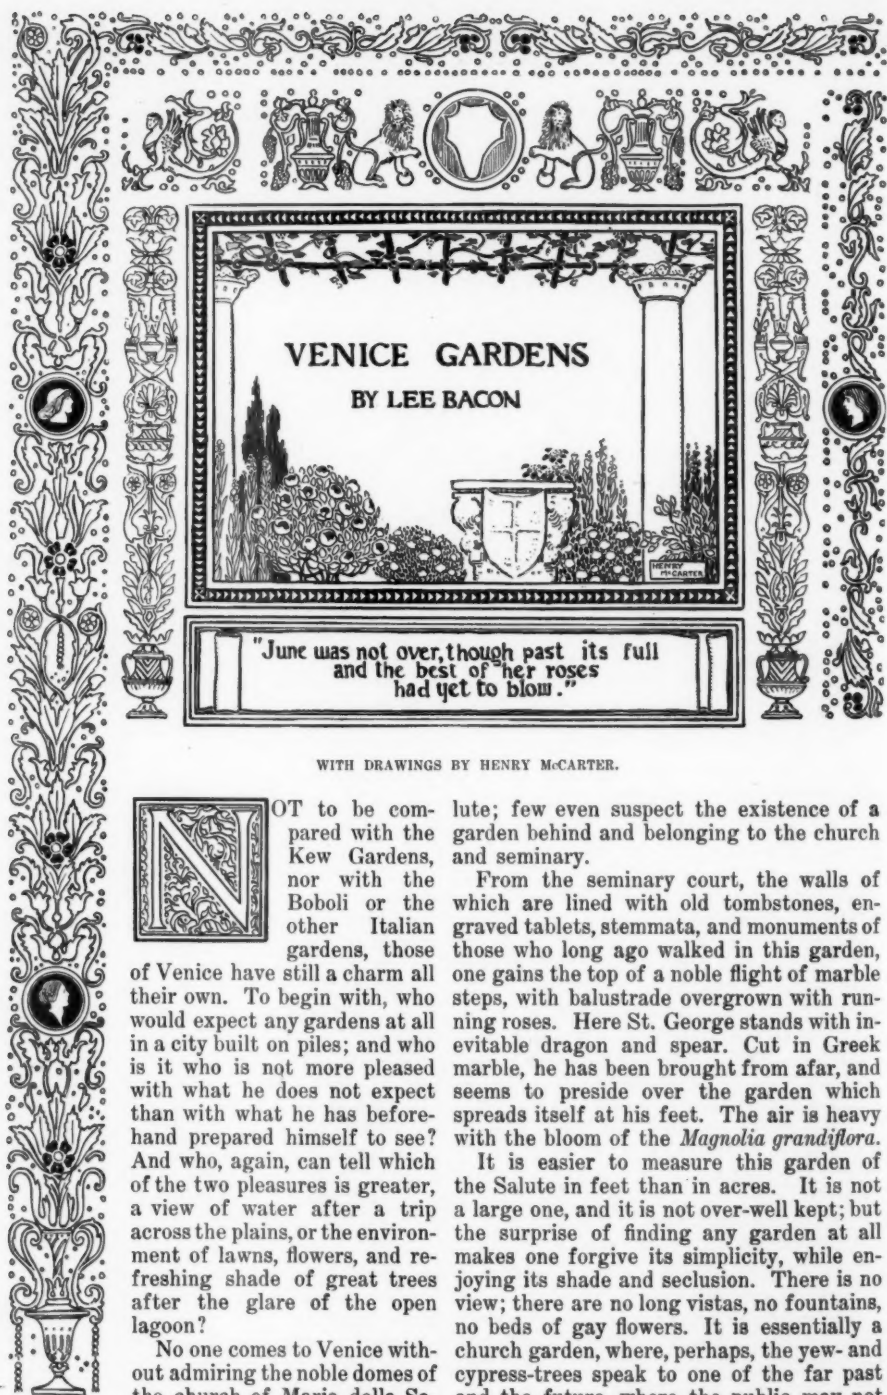 VENICE GARDENS
BY LEE BACON
HENRY
McCARTER
"June was not over, though past its full
and the best of her roses
had yet to blow."
WITH DRAWINGS BY HENRY McCARTER.
NOT to be com-
pared with the
Kew Gardens,
nor with the
Boboli or the
other Italian
gardens, those
of Venice have still a charm all
their own. To begin with, who
would expect any gardens at all
in a city built on piles; and who
is it who is not more pleased
with what he does not expect
than with what he has before-
hand prepared himself to see?
And who, again, can tell which
of the two pleasures is greater,
a view of water after a trip
across the plains, or the environ-
ment of lawns, flowers, and re-
freshing shade of great trees
after the glare of the open
lagoon?
No one comes to Venice with-
out admiring the noble domes of
the church of Maria della Sa-
lute; few even suspect the existence of a
garden behind and belonging to the church
and seminary.
From the seminary court, the walls of
which are lined with old tombstones, en-
graved tablets, stemmata, and monuments of
those who long ago walked in this garden,
one gains the top of a noble flight of marble
steps, with balustrade overgrown with run-
ning roses. Here St. George stands with in-
evitable dragon and spear. Cut in Greek
marble, he has been brought from afar, and
seems to preside over the garden which
spreads itself at his feet. The air is heavy
with the bloom of the Magnolia grandiflora.
It is easier to measure this garden of
the Salute in feet than in acres. It is not
a large one, and it is not over-well kept; but
the surprise of finding any garden at all
makes one forgive its simplicity, while en-
joying its shade and seclusion. There is no
view; there are no long vistas, no fountains,
no beds of gay flowers. It is essentially a
church garden, where, perhaps, the yew- and
cypress-trees speak to one of the far past
and the future, where the public may